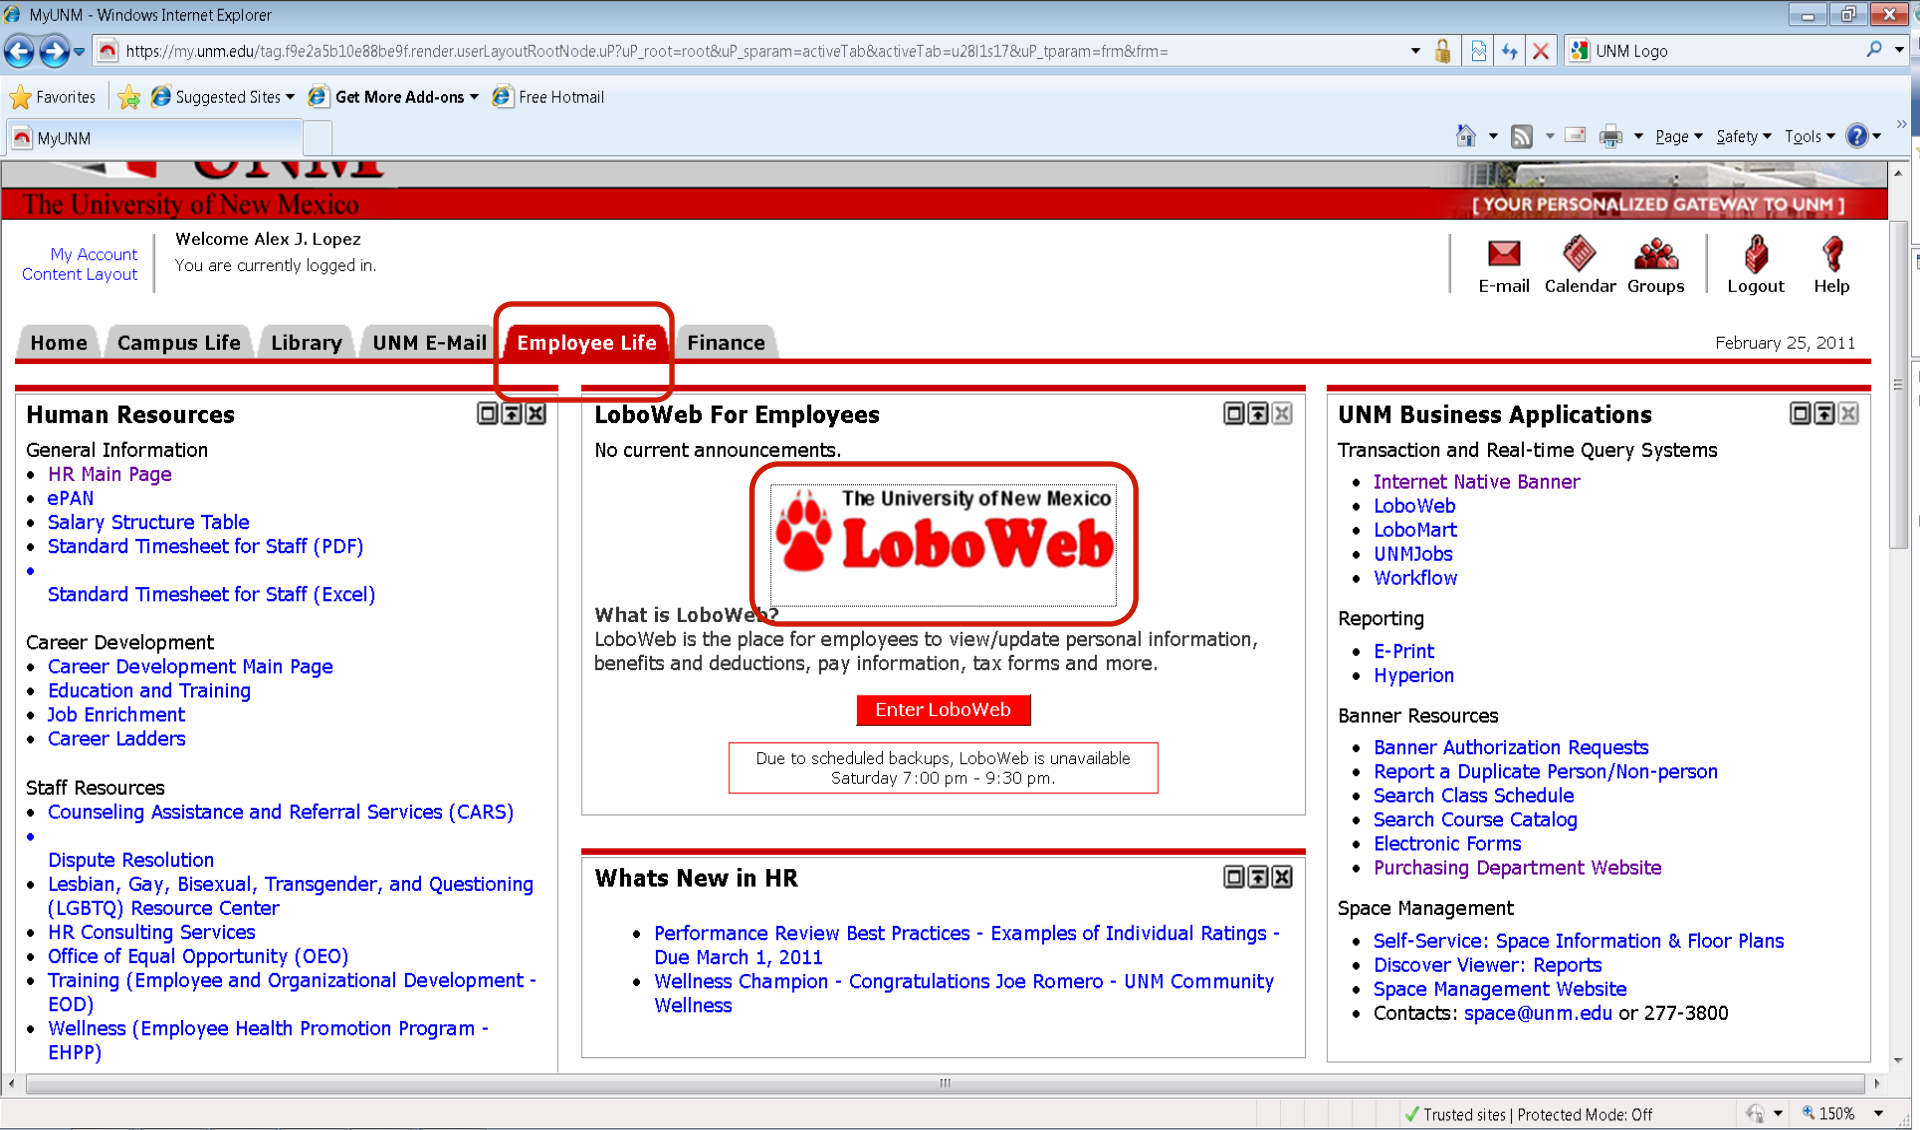 MyUNM - Windows Internet Explorer
https://my.unm.edu/tag.f9e2a5b10e88be9f.render.userLayoutRootNode.uP?uP_root=root&uP_sparam=activeTab&activeTab=u28l1s17&uP_tparam=frm&frm=
UNM Logo
Favorites
Suggested Sites
Get More Add-ons
Free Hotmail
MyUNM
Page
Safety
Tools
UNM
The University of New Mexico
[ YOUR PERSONALIZED GATEWAY TO UNM ]
My Account
Content Layout
Welcome Alex J. Lopez
You are currently logged in.
E-mail
Calendar
Groups
Logout
Help
Home
Campus Life
Library
UNM E-Mail
Employee Life
Finance
February 25, 2011
Human Resources
General Information
HR Main Page
ePAN
Salary Structure Table
Standard Timesheet for Staff (PDF)
Standard Timesheet for Staff (Excel)
Career Development
Career Development Main Page
Education and Training
Job Enrichment
Career Ladders
Staff Resources
Counseling Assistance and Referral Services (CARS)
Dispute Resolution
Lesbian, Gay, Bisexual, Transgender, and Questioning
(LGBTQ) Resource Center
HR Consulting Services
Office of Equal Opportunity (OEO)
Training (Employee and Organizational Development -
EOD)
Wellness (Employee Health Promotion Program -
EHPP)
LoboWeb For Employees
No current announcements.
The University of New Mexico
LoboWeb
What is LoboWeb?
LoboWeb is the place for employees to view/update personal information,
benefits and deductions, pay information, tax forms and more.
Enter LoboWeb
Due to scheduled backups, LoboWeb is unavailable
Saturday 7:00 pm - 9:30 pm.
Whats New in HR
Performance Review Best Practices - Examples of Individual Ratings -
Due March 1, 2011
Wellness Champion - Congratulations Joe Romero - UNM Community
Wellness
UNM Business Applications
Transaction and Real-time Query Systems
Internet Native Banner
LoboWeb
LoboMart
UNMJobs
Workflow
Reporting
E-Print
Hyperion
Banner Resources
Banner Authorization Requests
Report a Duplicate Person/Non-person
Search Class Schedule
Search Course Catalog
Electronic Forms
Purchasing Department Website
Space Management
Self-Service: Space Information & Floor Plans
Discover Viewer: Reports
Space Management Website
Contacts: space@unm.edu or 277-3800
Trusted sites | Protected Mode: Off
150%